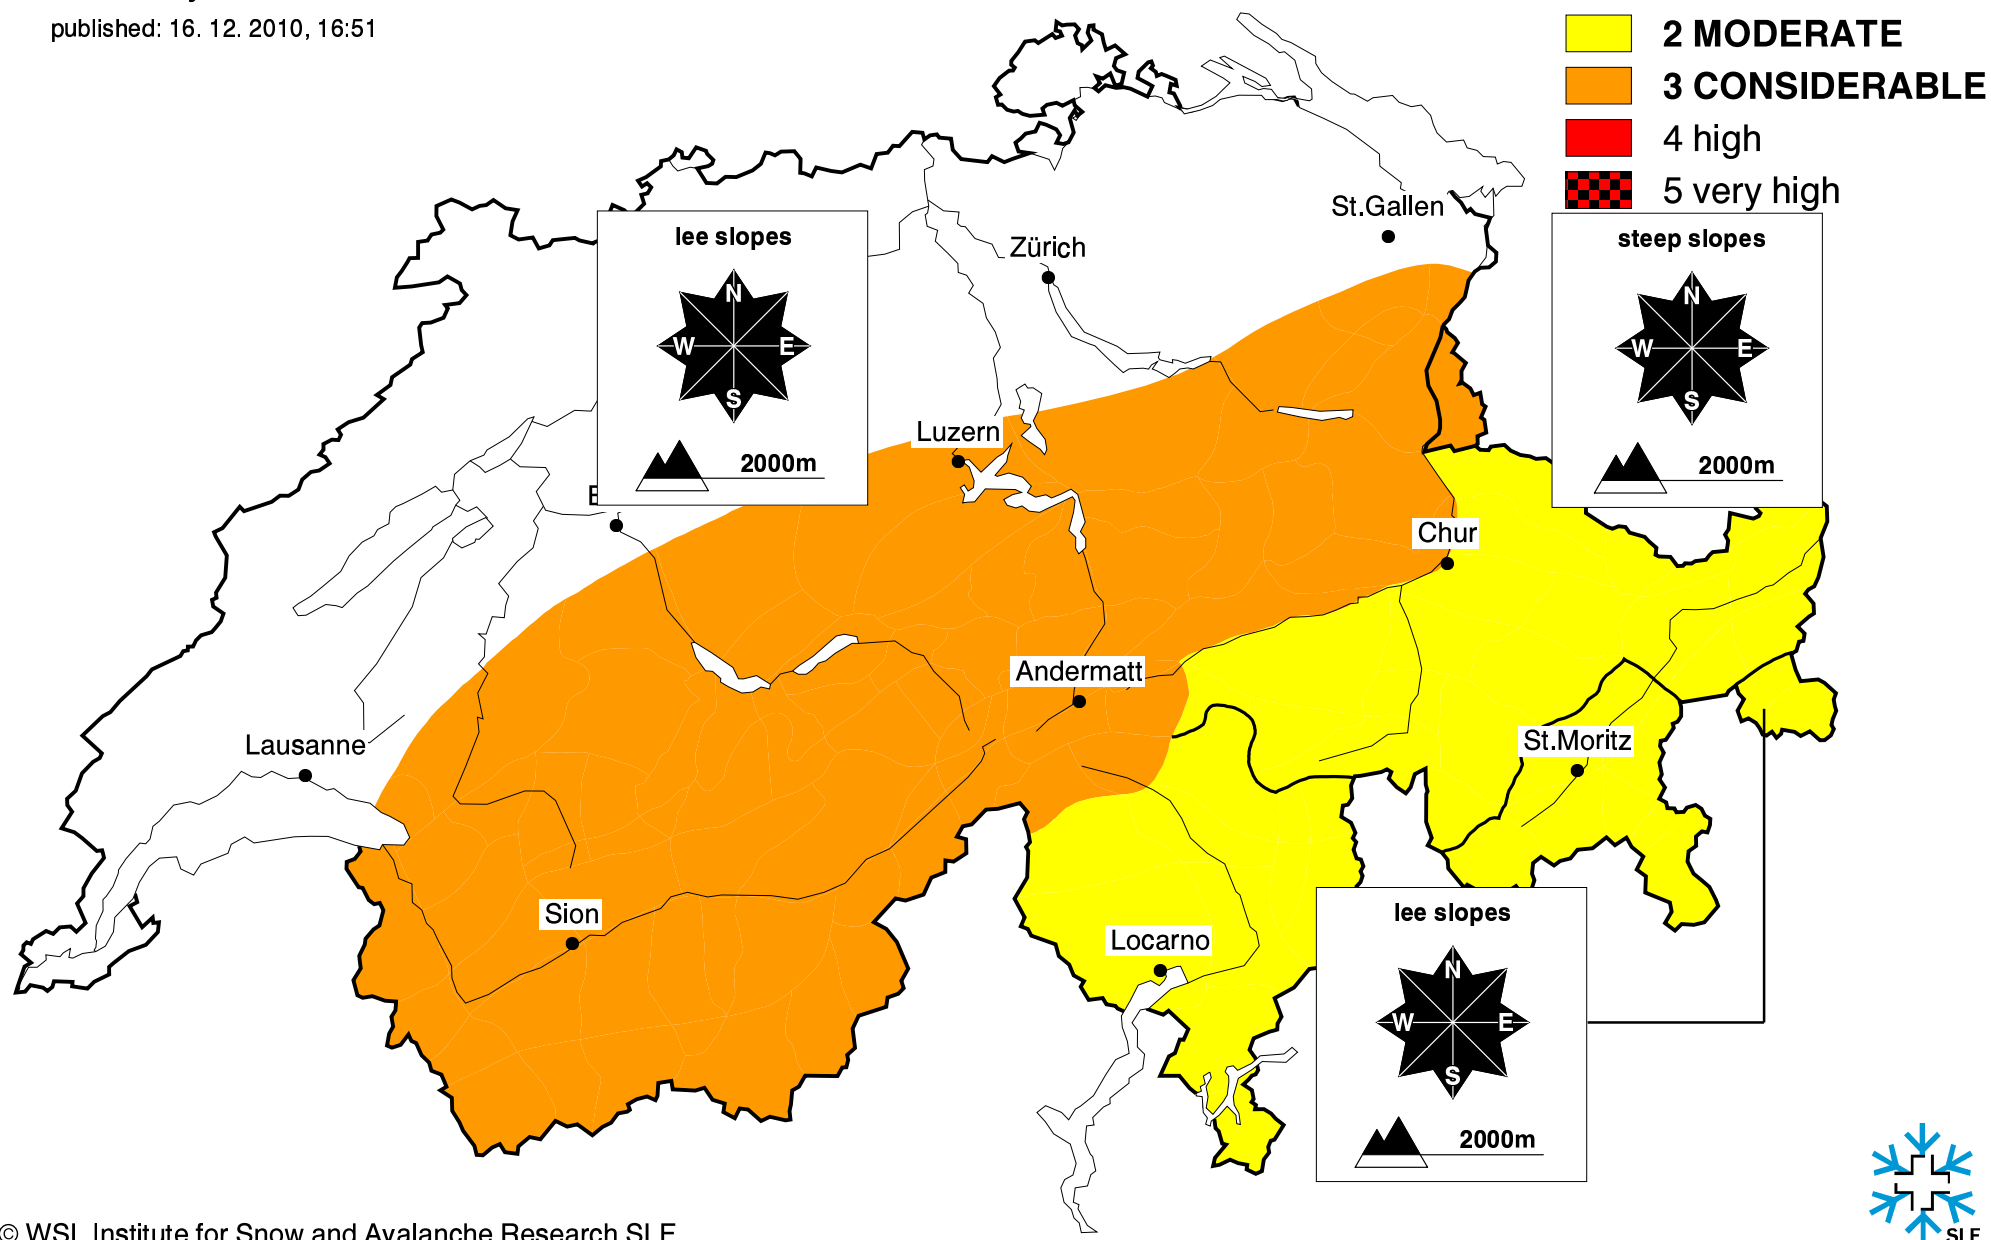 published: 16. 12. 2010, 16:51
2 MODERATE
3 CONSIDERABLE
4 high
5 very high
St.Gallen
Zürich
lee slopes
N
W E
S
2000m
steep slopes
N
W E
S
2000m
Luzern
Chur
Andermatt
Lausanne
St.Moritz
Sion
Locarno
lee slopes
N
W E
S
2000m
© WSL Institute for Snow and Avalanche Research SLF
SLF